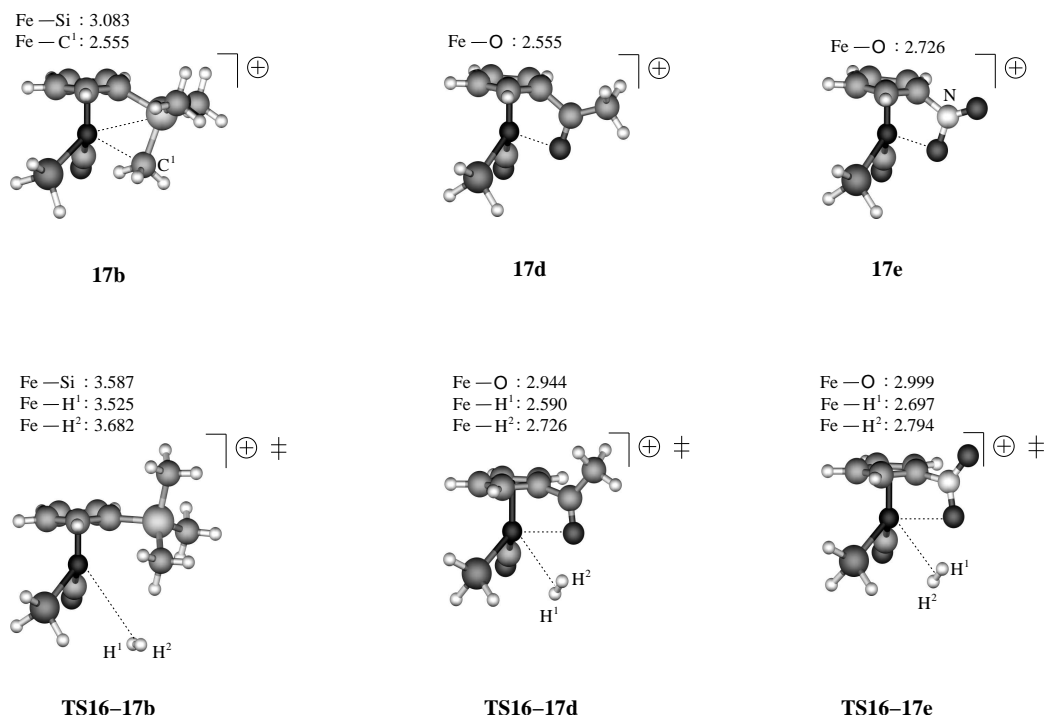 Fe — Si : 3.083
Fe — C¹ : 2.555
⊕
C¹
17b
Fe — O : 2.555
⊕
17d
Fe — O : 2.726
⊕
N
17e
Fe — Si : 3.587
Fe — H¹ : 3.525
Fe — H² : 3.682
⊕ ‡
H¹ H²
TS16–17b
Fe — O : 2.944
Fe — H¹ : 2.590
Fe — H² : 2.726
⊕ ‡
H²
H¹
TS16–17d
Fe — O : 2.999
Fe — H¹ : 2.697
Fe — H² : 2.794
⊕ ‡
H¹
H²
TS16–17e